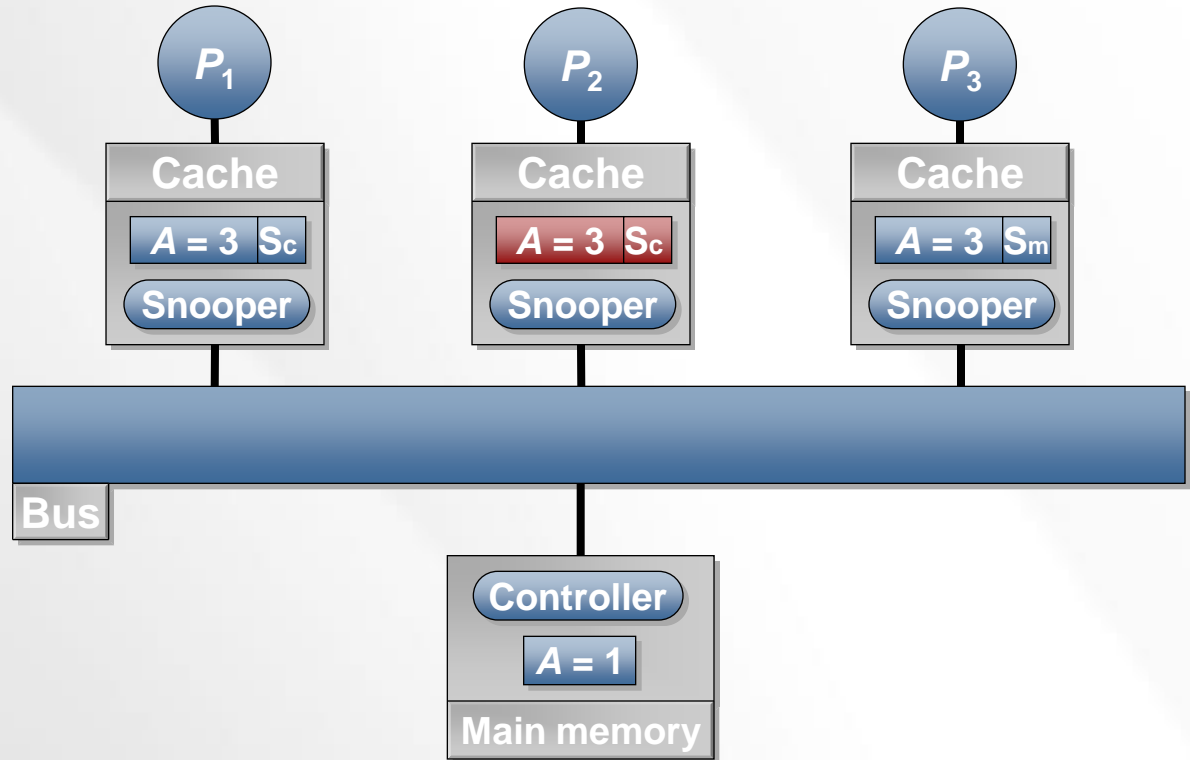 P1 P2 P3
Cache Cache Cache
A = 3 Sc A = 3 Sc A = 3 Sm
Snooper Snooper Snooper
Bus
Controller
A = 1
Main memory